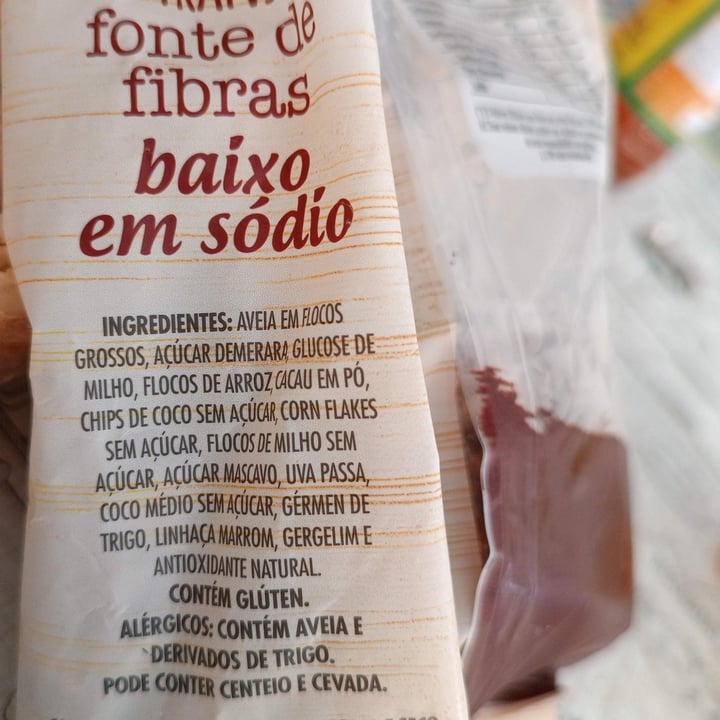 fonte de
fibras
baixo
em sódio
INGREDIENTES: AVEIA EM FLOCOS
GROSSOS, AÇÚCAR DEMERARA, GLUCOSE DE
MILHO, FLOCOS DE ARROZ, CACAU EM PÓ,
CHIPS DE COCO SEM AÇÚCAR, CORN FLAKES
SEM AÇÚCAR, FLOCOS DE MILHO SEM
AÇÚCAR, AÇÚCAR MASCAVO, UVA PASSA,
COCO MÉDIO SEM AÇÚCAR, GÉRMEN DE
TRIGO, LINHAÇA MARROM, GERGELIM E
ANTIOXIDANTE NATURAL.
CONTÉM GLÚTEN.
ALÉRGICOS: CONTÉM AVEIA E
DERIVADOS DE TRIGO.
PODE CONTER CENTEIO E CEVADA.